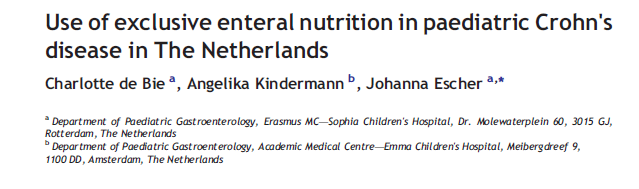 Use of exclusive enteral nutrition in paediatric Crohn's
disease in The Netherlands
Charlotte de Bie a, Angelika Kindermann b, Johanna Escher a,*
a Department of Paediatric Gastroenterology, Erasmus MC—Sophia Children's Hospital, Dr. Molewaterplein 60, 3015 GJ,
Rotterdam, The Netherlands
b Department of Paediatric Gastroenterology, Academic Medical Centre—Emma Children's Hospital, Meibergdreef 9,
1100 DD, Amsterdam, The Netherlands